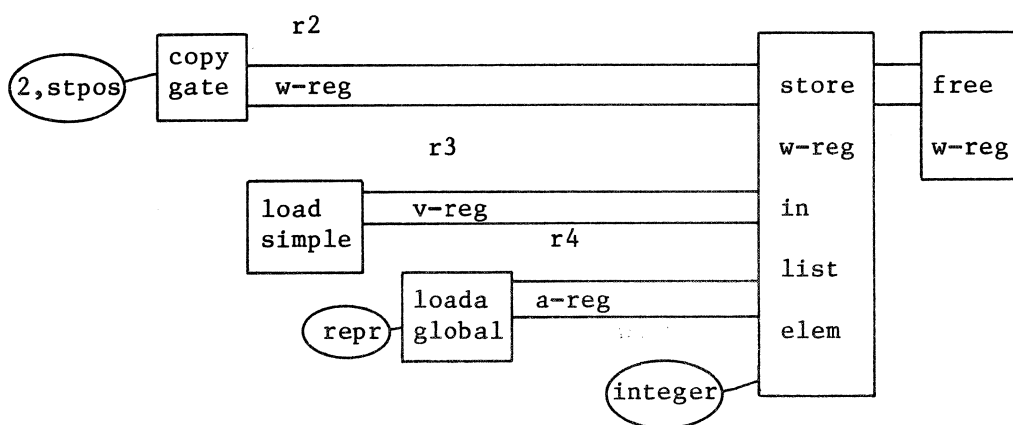 r2
copy
gate
2,stpos
w-reg
store
free
w-reg
w-reg
r3
load
simple
v-reg
in
r4
list
loada
global
a-reg
repr
elem
integer